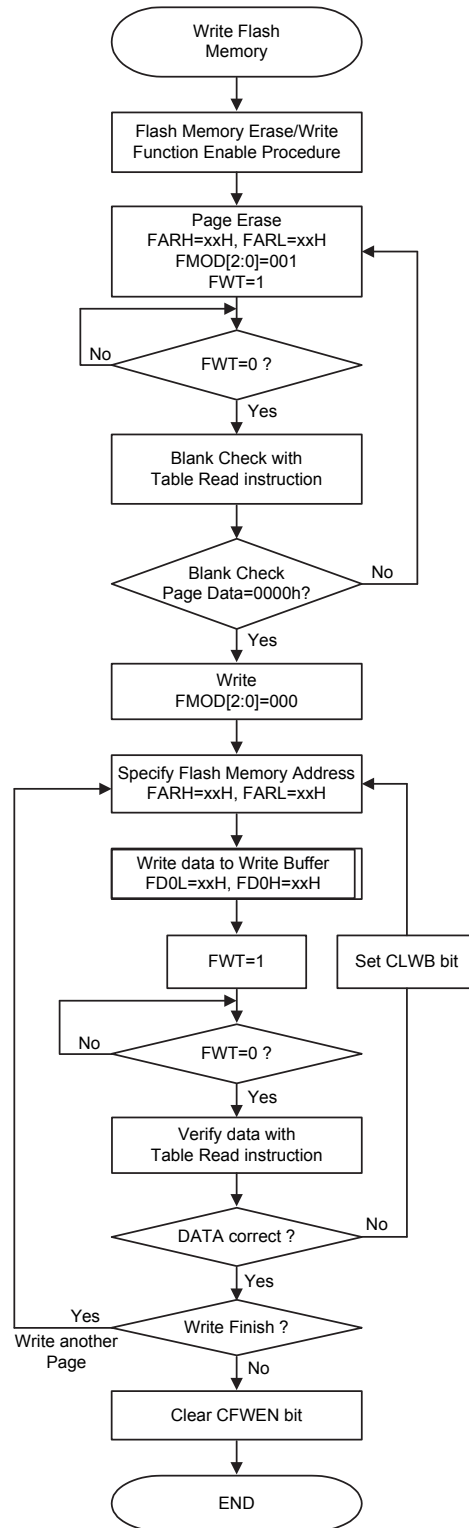 Write Flash
Memory
Flash Memory Erase/Write
Function Enable Procedure
Page Erase
FARH=xxH, FARL=xxH
FMOD[2:0]=001
FWT=1
No
FWT=0 ?
Yes
Blank Check with
Table Read instruction
Blank Check
Page Data=0000h?
No
Yes
Write
FMOD[2:0]=000
Specify Flash Memory Address
FARH=xxH, FARL=xxH
Write data to Write Buffer
FD0L=xxH, FD0H=xxH
FWT=1
Set CLWB bit
No
FWT=0 ?
Yes
Verify data with
Table Read instruction
DATA correct ?
No
Yes
Yes
Write another
Page
Write Finish ?
No
Clear CFWEN bit
END